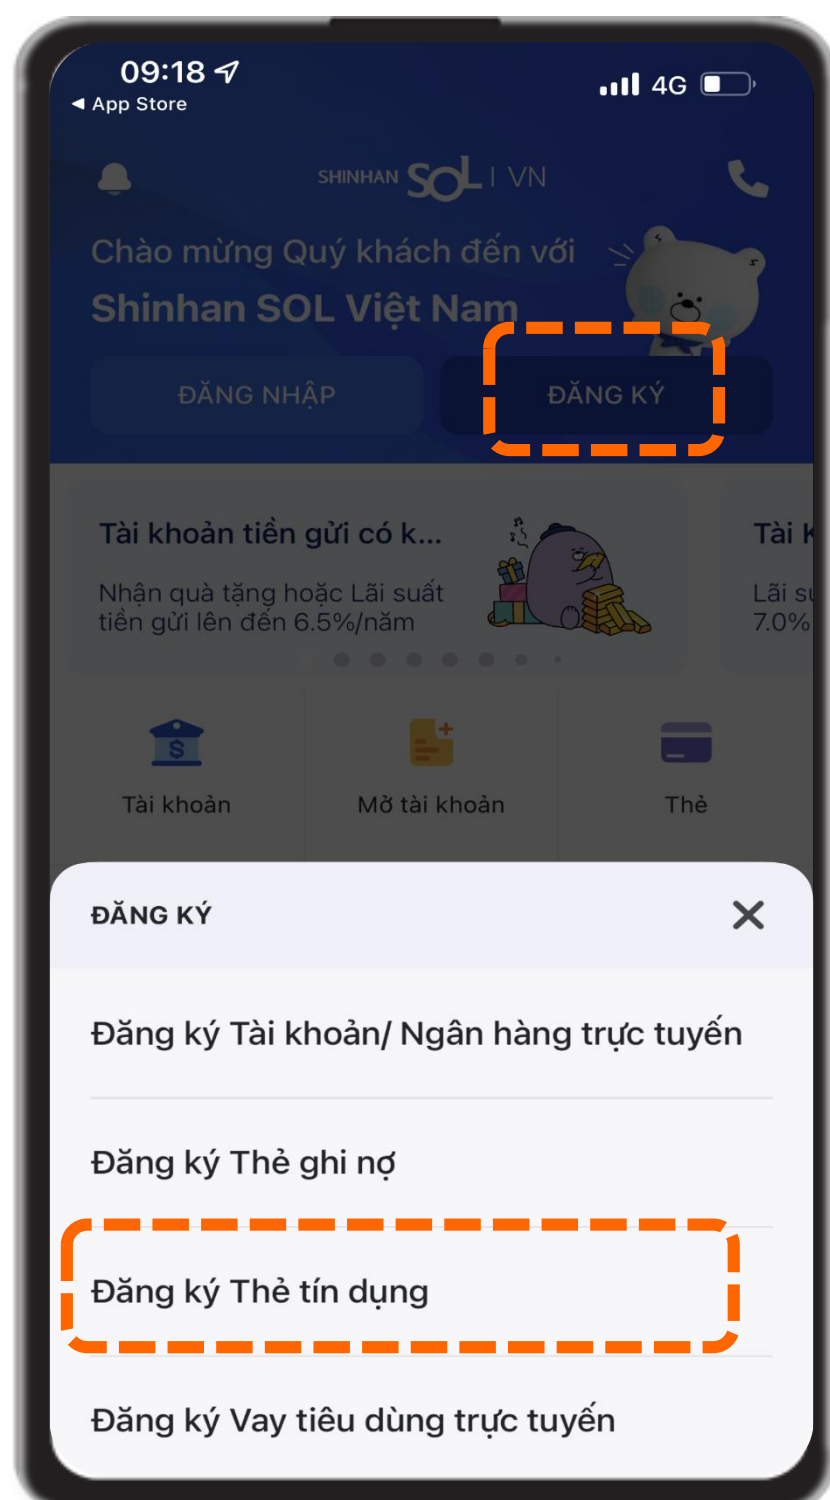 09:18
4G
◀ App Store
SHINHAN SOL | VN
Chào mừng Quý khách đến với
Shinhan SOL Việt Nam
ĐĂNG NHẬP
ĐĂNG KÝ
Tài khoản tiền gửi có k...
Nhận quà tặng hoặc Lãi suất
tiền gửi lên đến 6.5%/năm
Tài
Lãi
7.0%
Tài khoản
Mở tài khoản
Thẻ
ĐĂNG KÝ
Đăng ký Tài khoản/ Ngân hàng trực tuyến
Đăng ký Thẻ ghi nợ
Đăng ký Thẻ tín dụng
Đăng ký Vay tiêu dùng trực tuyến